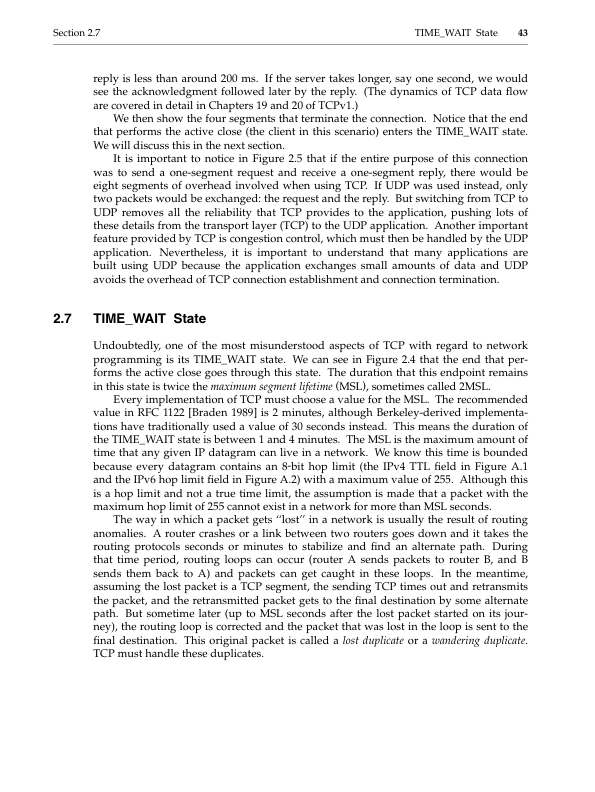 Section 2.7 TIME_WAIT State 43
reply is less than around 200 ms. If the server takes longer, say one second, we would
see the acknowledgment followed later by the reply. (The dynamics of TCP data flow
are covered in detail in Chapters 19 and 20 of TCPv1.)
We then show the four segments that terminate the connection. Notice that the end
that performs the active close (the client in this scenario) enters the TIME_WAIT state.
We will discuss this in the next section.
It is important to notice in Figure 2.5 that if the entire purpose of this connection
was to send a one-segment request and receive a one-segment reply, there would be
eight segments of overhead involved when using TCP. If UDP was used instead, only
two packets would be exchanged: the request and the reply. But switching from TCP to
UDP removes all the reliability that TCP provides to the application, pushing lots of
these details from the transport layer (TCP) to the UDP application. Another important
feature provided by TCP is congestion control, which must then be handled by the UDP
application. Nevertheless, it is important to understand that many applications are
built using UDP because the application exchanges small amounts of data and UDP
avoids the overhead of TCP connection establishment and connection termination.
2.7 TIME_WAIT State
Undoubtedly, one of the most misunderstood aspects of TCP with regard to network
programming is its TIME_WAIT state. We can see in Figure 2.4 that the end that per-
forms the active close goes through this state. The duration that this endpoint remains
in this state is twice the maximum segment lifetime (MSL), sometimes called 2MSL.
Every implementation of TCP must choose a value for the MSL. The recommended
value in RFC 1122 [Braden 1989] is 2 minutes, although Berkeley-derived implementa-
tions have traditionally used a value of 30 seconds instead. This means the duration of
the TIME_WAIT state is between 1 and 4 minutes. The MSL is the maximum amount of
time that any given IP datagram can live in a network. We know this time is bounded
because every datagram contains an 8-bit hop limit (the IPv4 TTL field in Figure A.1
and the IPv6 hop limit field in Figure A.2) with a maximum value of 255. Although this
is a hop limit and not a true time limit, the assumption is made that a packet with the
maximum hop limit of 255 cannot exist in a network for more than MSL seconds.
The way in which a packet gets ‘‘lost’’ in a network is usually the result of routing
anomalies. A router crashes or a link between two routers goes down and it takes the
routing protocols seconds or minutes to stabilize and find an alternate path. During
that time period, routing loops can occur (router A sends packets to router B, and B
sends them back to A) and packets can get caught in these loops. In the meantime,
assuming the lost packet is a TCP segment, the sending TCP times out and retransmits
the packet, and the retransmitted packet gets to the final destination by some alternate
path. But sometime later (up to MSL seconds after the lost packet started on its jour-
ney), the routing loop is corrected and the packet that was lost in the loop is sent to the
final destination. This original packet is called a lost duplicate or a wandering duplicate.
TCP must handle these duplicates.